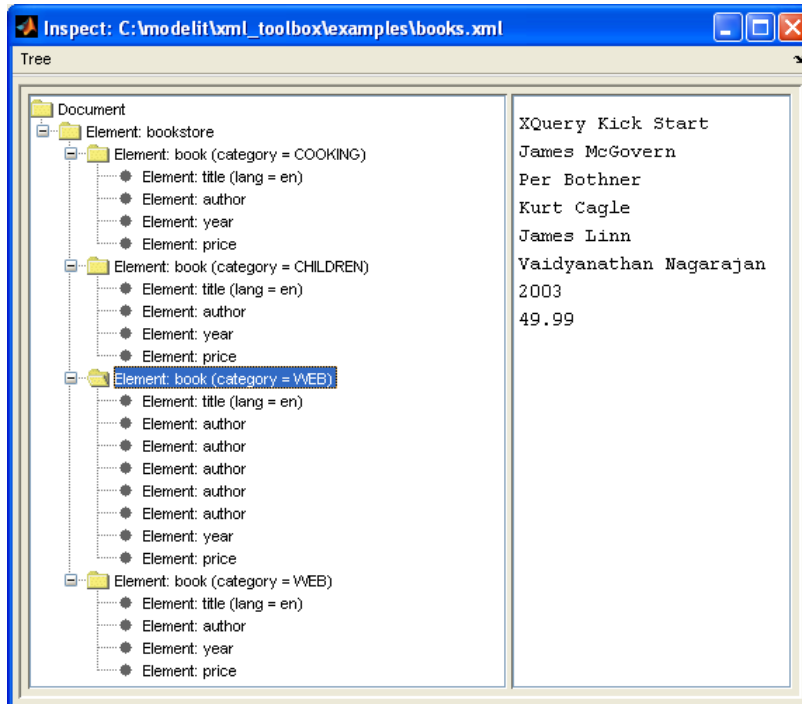 Inspect: C:\modelit\xml_toolbox\examples\books.xml
Tree
Document
Element: bookstore
Element: book (category = COOKING)
Element: title (lang = en)
Element: author
Element: year
Element: price
Element: book (category = CHILDREN)
Element: title (lang = en)
Element: author
Element: year
Element: price
Element: book (category = WEB)
Element: title (lang = en)
Element: author
Element: author
Element: author
Element: author
Element: author
Element: year
Element: price
Element: book (category = WEB)
Element: title (lang = en)
Element: author
Element: year
Element: price
XQuery Kick Start
James McGovern
Per Bothner
Kurt Cagle
James Linn
Vaidyanathan Nagarajan
2003
49.99